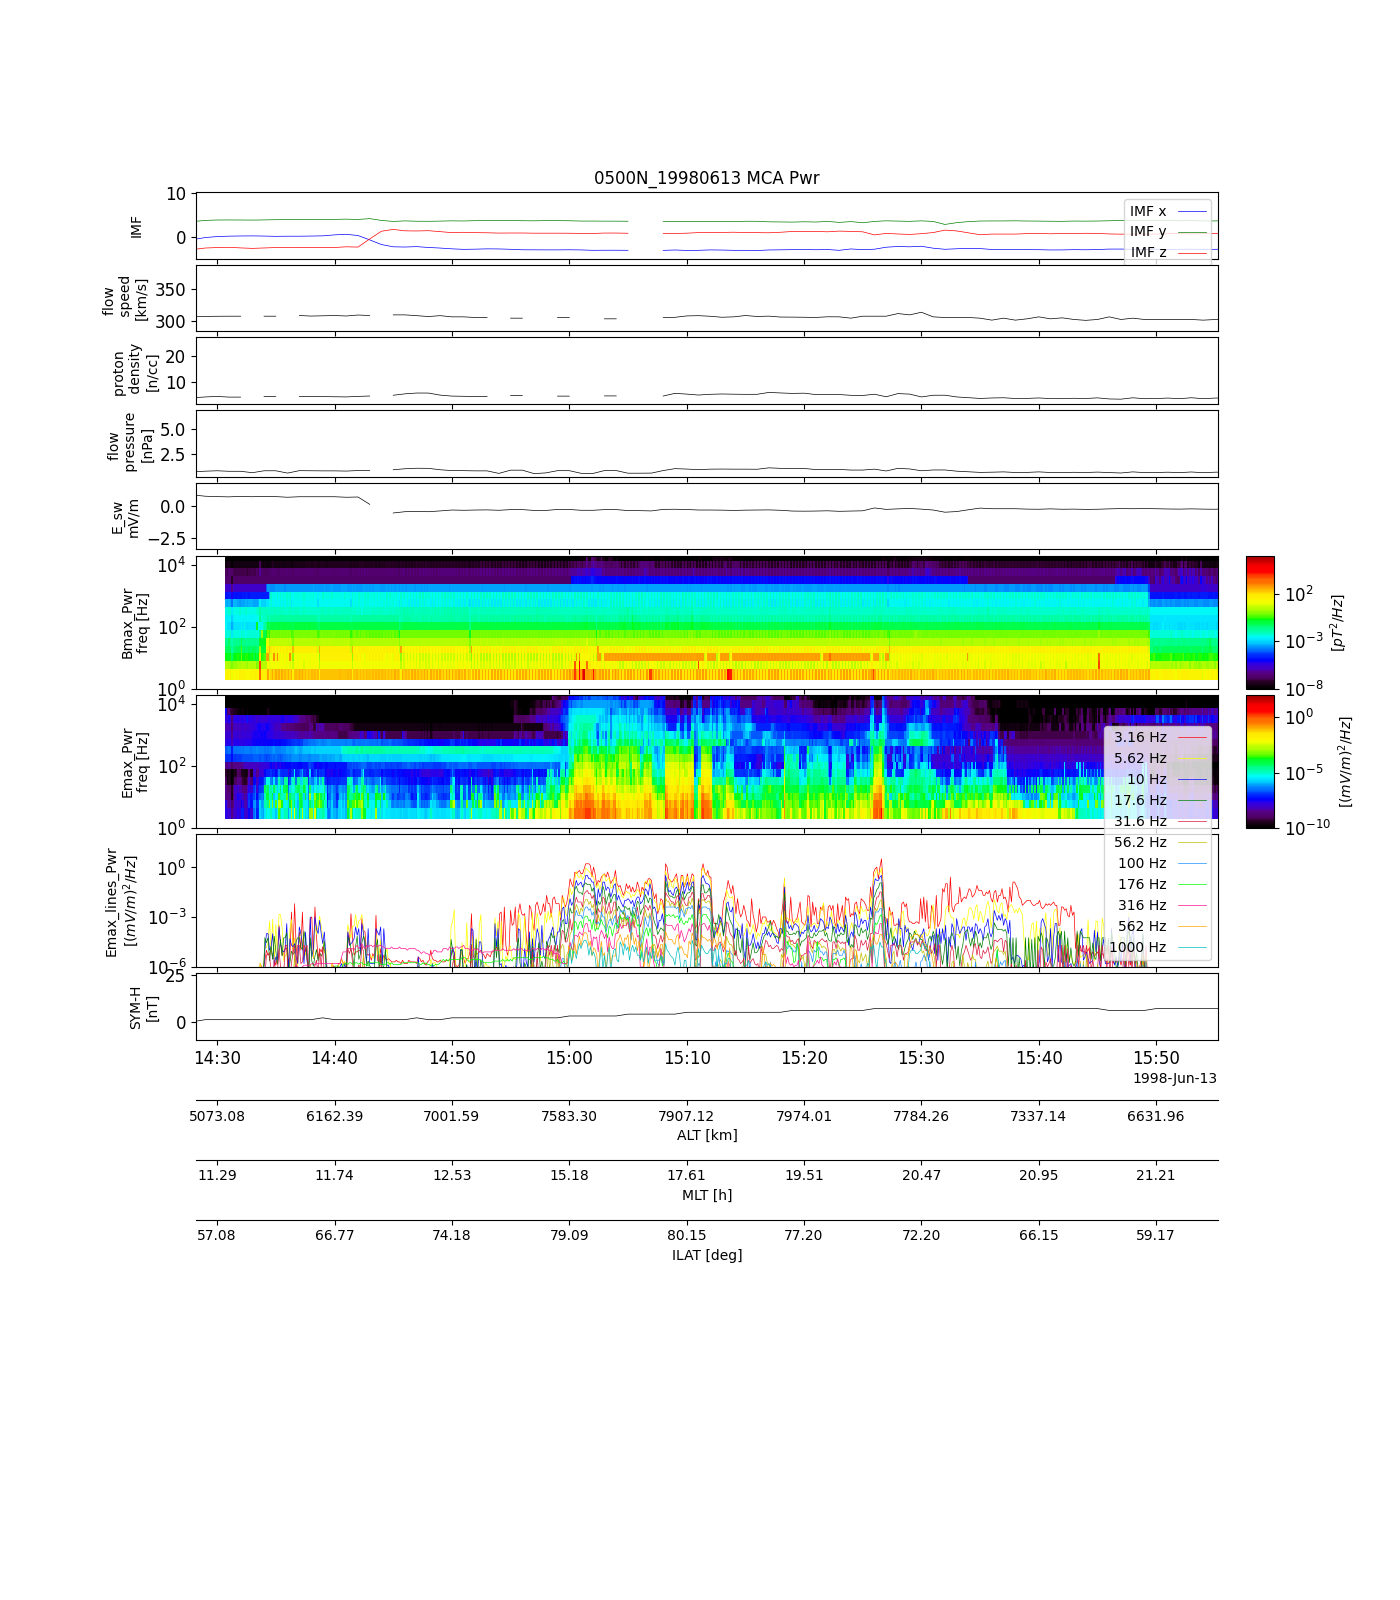 0500N_19980613 MCA Pwr
10
0
IMF
IMF x
IMF y
IMF z
350
300
flow
speed
[km/s]
20
10
proton
density
[n/cc]
5.0
2.5
flow
pressure
[nPa]
0.0
−2.5
E_sw
mV/m
10^4
10^2
10^0
Bmax_Pwr
freq [Hz]
10^2
10^−3
10^−8
[pT^2/Hz]
10^4
10^2
10^0
Emax_Pwr
freq [Hz]
10^0
10^−5
10^−10
[(mV/m)^2/Hz]
3.16 Hz
5.62 Hz
10 Hz
17.6 Hz
31.6 Hz
56.2 Hz
100 Hz
176 Hz
316 Hz
562 Hz
1000 Hz
10^0
10^−3
10^−6
Emax_lines_Pwr
[(mV/m)^2/Hz]
25
0
SYM-H
[nT]
14:30 14:40 14:50 15:00 15:10 15:20 15:30 15:40 15:50
1998-Jun-13
5073.08 6162.39 7001.59 7583.30 7907.12 7974.01 7784.26 7337.14 6631.96
ALT [km]
11.29 11.74 12.53 15.18 17.61 19.51 20.47 20.95 21.21
MLT [h]
57.08 66.77 74.18 79.09 80.15 77.20 72.20 66.15 59.17
ILAT [deg]